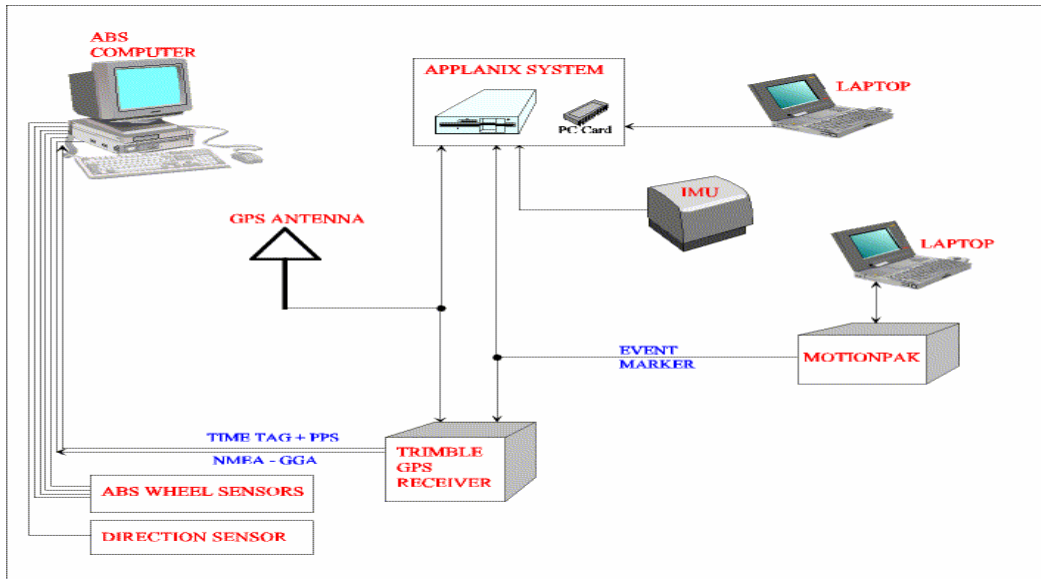 ABS
COMPUTER
APPLANIX SYSTEM
PC Card
LAPTOP
IMU
GPS ANTENNA
LAPTOP
EVENT
MARKER
MOTIONPAK
TIME TAG + PPS
NMEA - GGA
TRIMBLE
GPS
RECEIVER
ABS WHEEL SENSORS
DIRECTION SENSOR